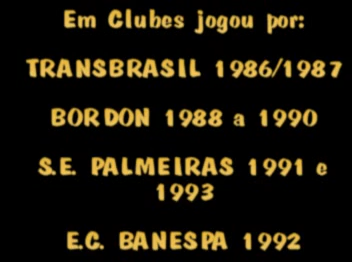 Em Clubes jogou por:
TRANSBRASIL 1986/1987
BORDON 1988 a 1990
S.E. PALMEIRAS 1991 e
1993
E.C. BANESPA 1992